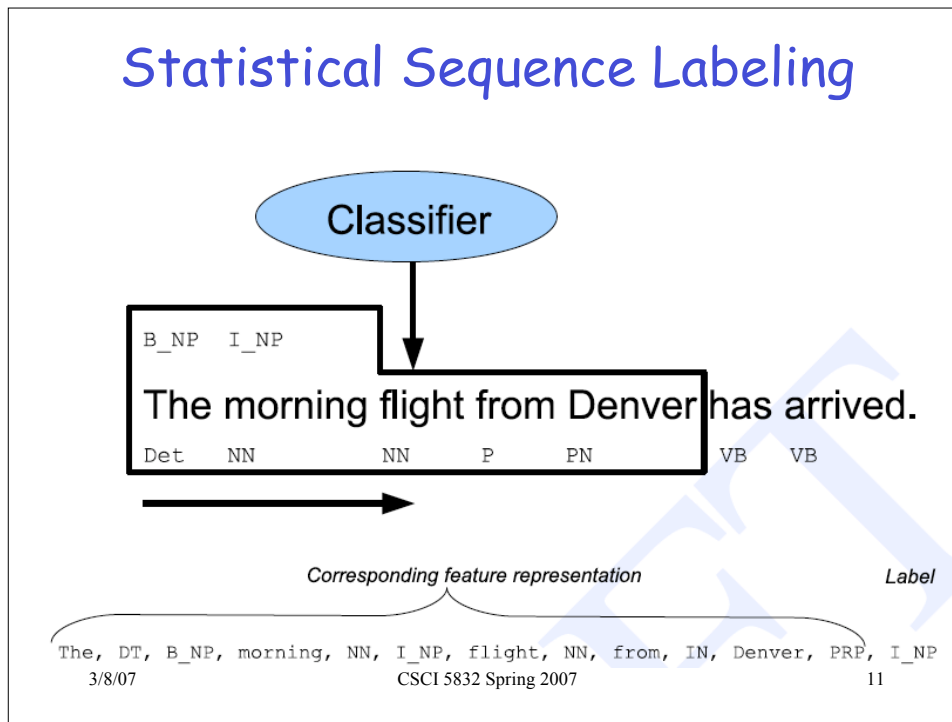 Statistical Sequence Labeling
Classifier
B_NP I_NP
The morning flight from Denver has arrived.
Det NN NN P PN VB VB
Corresponding feature representation Label
The, DT, B_NP, morning, NN, I_NP, flight, NN, from, IN, Denver, PRP, I_NP
3/8/07 CSCI 5832 Spring 2007 11